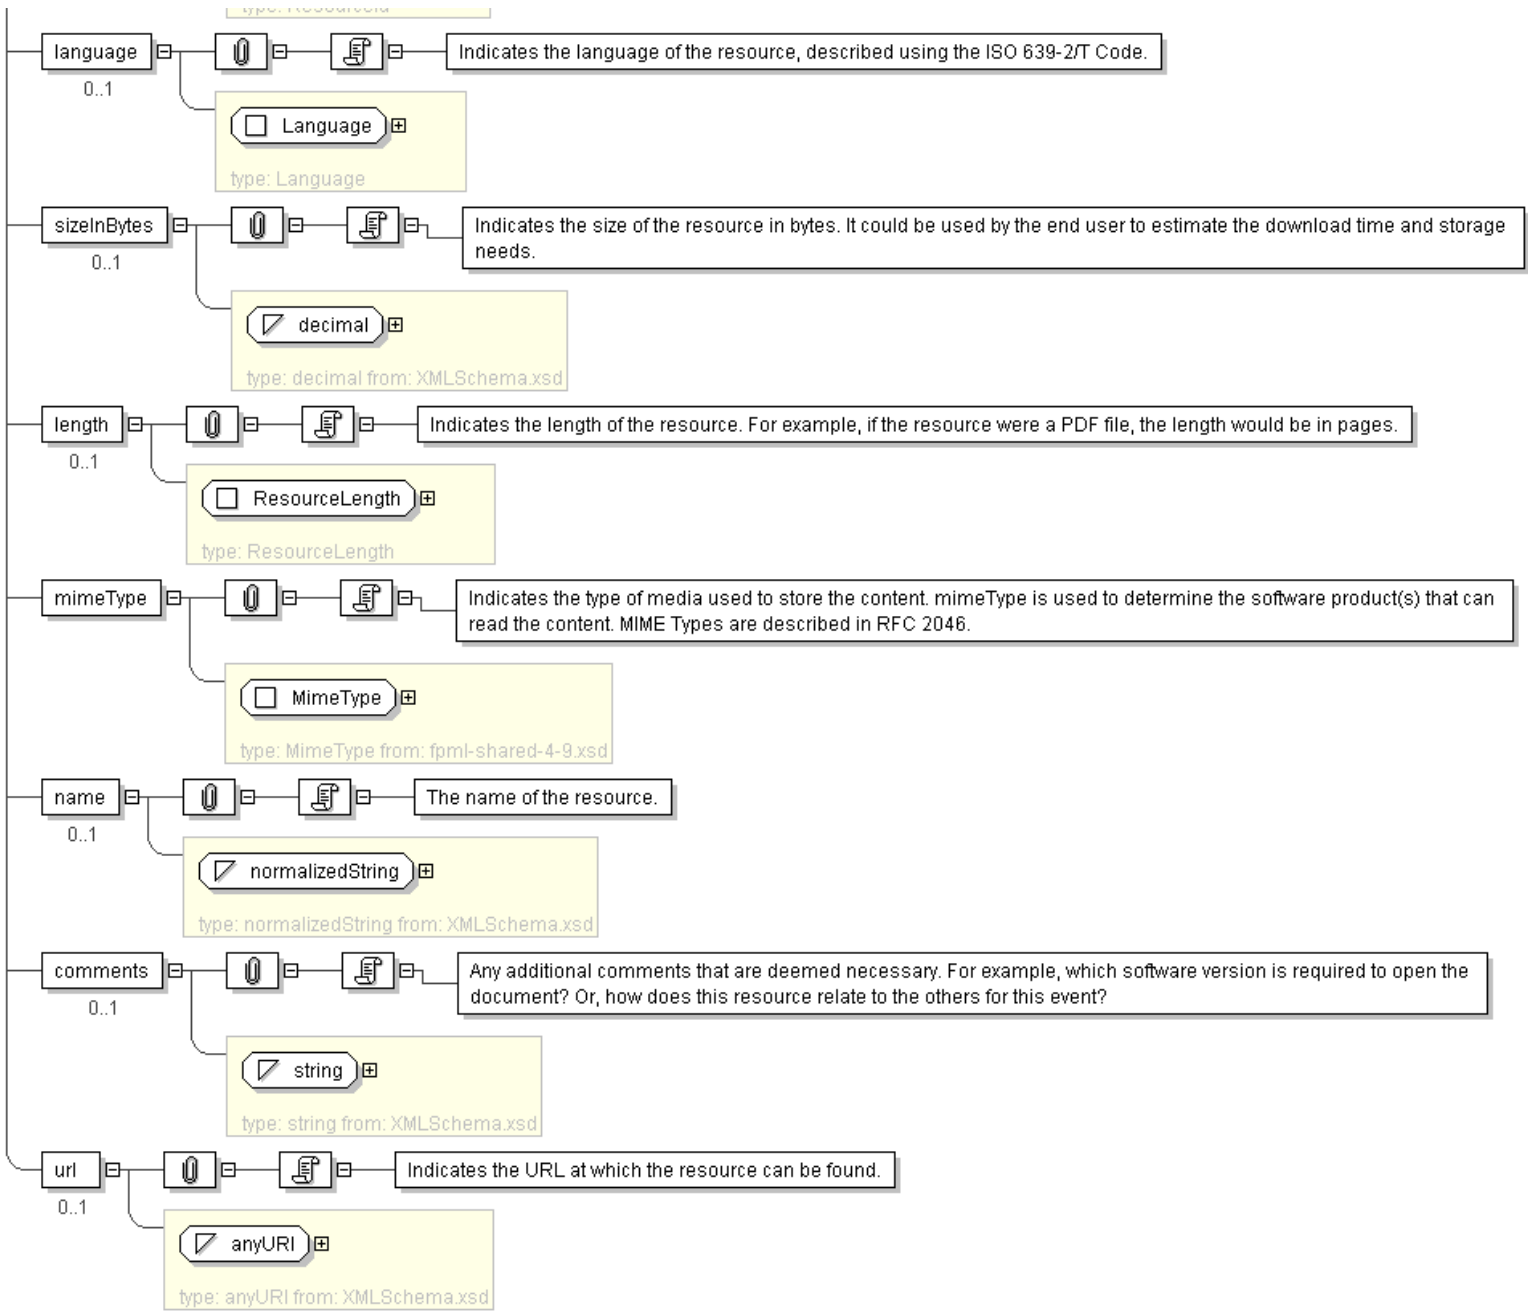 language
Indicates the language of the resource, described using the ISO 639-2/T Code.
0..1
Language
type: Language
sizeInBytes
Indicates the size of the resource in bytes. It could be used by the end user to estimate the download time and storage
needs.
0..1
decimal
type: decimal from: XMLSchema.xsd
length
Indicates the length of the resource. For example, if the resource were a PDF file, the length would be in pages.
0..1
ResourceLength
type: ResourceLength
mimeType
Indicates the type of media used to store the content. mimeType is used to determine the software product(s) that can
read the content. MIME Types are described in RFC 2046.
MimeType
type: MimeType from: fpml-shared-4-9.xsd
name
The name of the resource.
0..1
normalizedString
type: normalizedString from: XMLSchema.xsd
comments
Any additional comments that are deemed necessary. For example, which software version is required to open the
document? Or, how does this resource relate to the others for this event?
0..1
string
type: string from: XMLSchema.xsd
url
Indicates the URL at which the resource can be found.
0..1
anyURI
type: anyURI from: XMLSchema.xsd